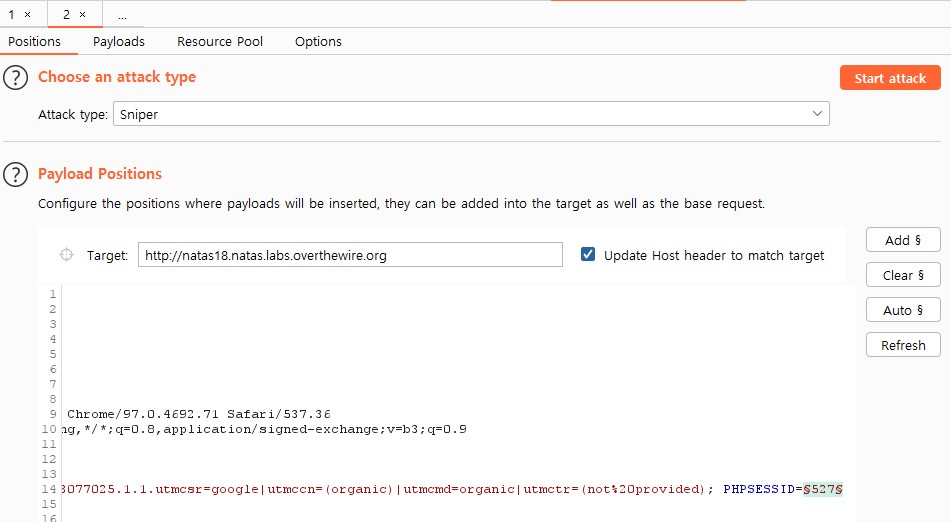 1 × 2 × ...
Positions Payloads Resource Pool Options
? Choose an attack type Start attack
Attack type: Sniper
? Payload Positions
Configure the positions where payloads will be inserted, they can be added into the target as well as the base request.
Add §
Target: http://natas18.natas.labs.overthewire.org Update Host header to match target
Clear §
1
2
Auto §
3
4
Refresh
5
6
7
8
9 Chrome/97.0.4692.71 Safari/537.36
10 ng,*/*;q=0.8,application/signed-exchange;v=b3;q=0.9
11
12
13
14 3077025.1.1.utmcsr=google|utmccn=(organic)|utmcmd=organic|utmctr=(not%20provided); PHPSESSID=§527§
15
16